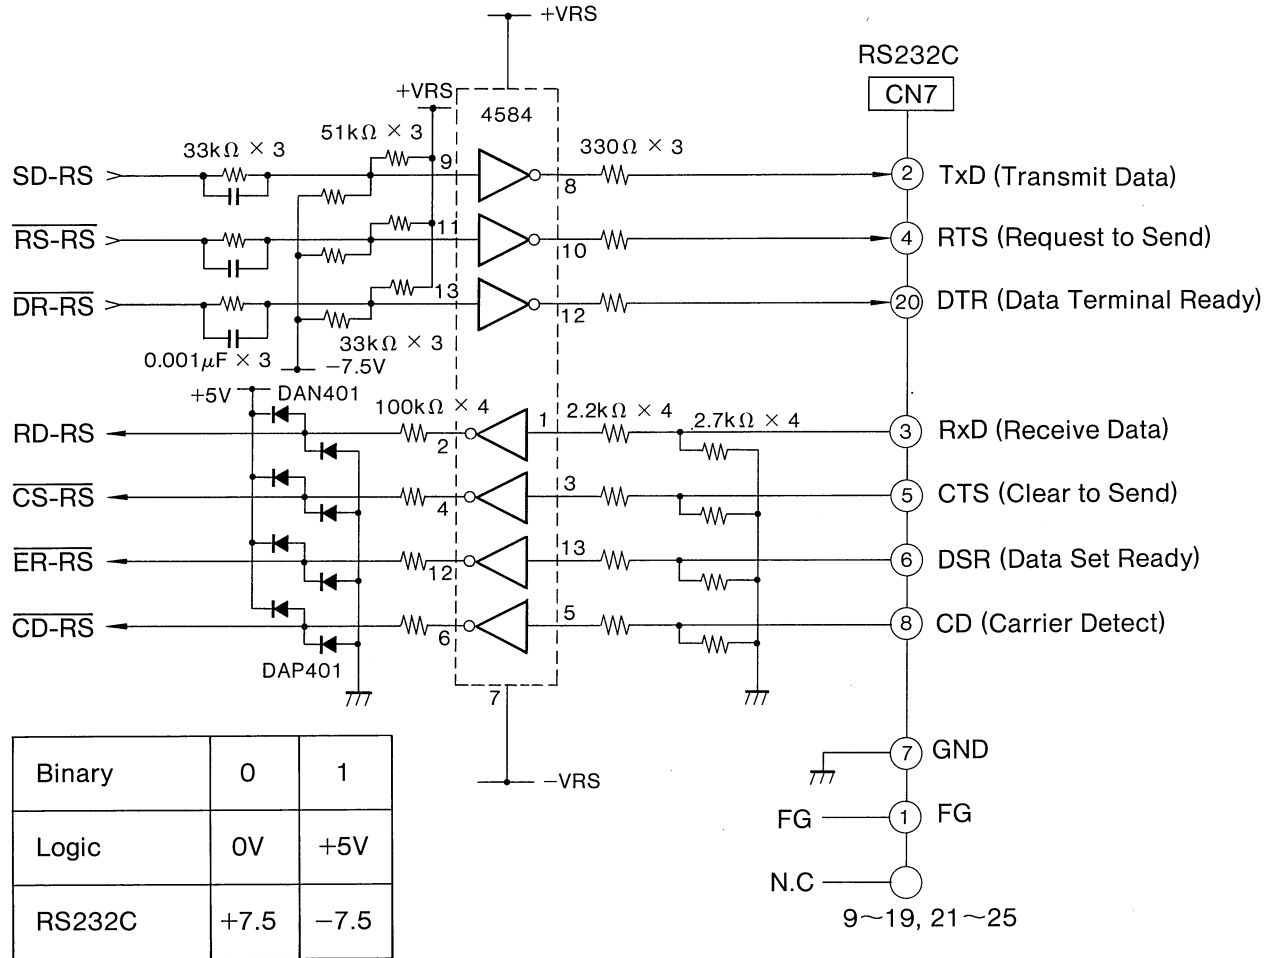 +VRS
RS232C
CN7
+VRS
4584
51kΩ × 3
33kΩ × 3
330Ω × 3
SD-RS
9
8
2
TxD (Transmit Data)
RS-RS
11
10
4
RTS (Request to Send)
DR-RS
13
12
20
DTR (Data Terminal Ready)
33kΩ × 3
0.001μF × 3
−7.5V
+5V
DAN401
100kΩ × 4
2.2kΩ × 4
2.7kΩ × 4
RD-RS
2
1
3
RxD (Receive Data)
CS-RS
4
3
5
CTS (Clear to Send)
ER-RS
12
13
6
DSR (Data Set Ready)
CD-RS
6
5
8
CD (Carrier Detect)
DAP401
7
−VRS
7
GND
FG
1
FG
N.C
9~19, 21~25
Binary 0 1
Logic 0V +5V
RS232C +7.5 −7.5